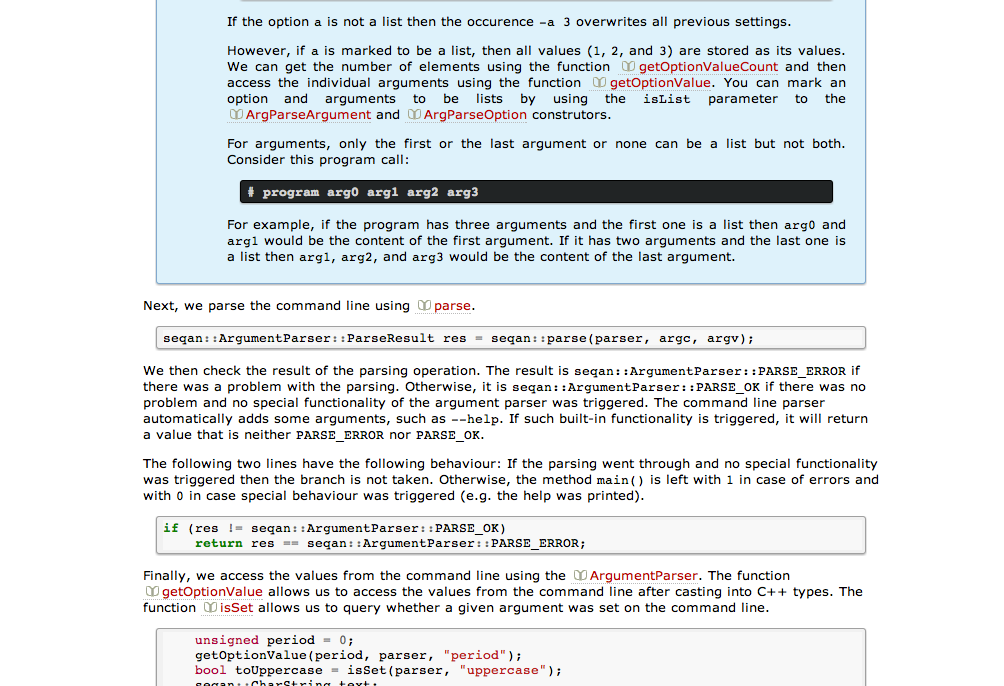 If the option a is not a list then the occurence -a 3 overwrites all previous settings.
However, if a is marked to be a list, then all values (1, 2, and 3) are stored as its values.
We can get the number of elements using the function getOptionValueCount and then
access the individual arguments using the function getOptionValue. You can mark an
option and arguments to be lists by using the isList parameter to the
ArgParseArgument and ArgParseOption construtors.
For arguments, only the first or the last argument or none can be a list but not both.
Consider this program call:
# program arg0 arg1 arg2 arg3
For example, if the program has three arguments and the first one is a list then arg0 and
arg1 would be the content of the first argument. If it has two arguments and the last one is
a list then arg1, arg2, and arg3 would be the content of the last argument.
Next, we parse the command line using parse.
seqan::ArgumentParser::ParseResult res = seqan::parse(parser, argc, argv);
We then check the result of the parsing operation. The result is seqan::ArgumentParser::PARSE_ERROR if
there was a problem with the parsing. Otherwise, it is seqan::ArgumentParser::PARSE_OK if there was no
problem and no special functionality of the argument parser was triggered. The command line parser
automatically adds some arguments, such as --help. If such built-in functionality is triggered, it will return
a value that is neither PARSE_ERROR nor PARSE_OK.
The following two lines have the following behaviour: If the parsing went through and no special functionality
was triggered then the branch is not taken. Otherwise, the method main() is left with 1 in case of errors and
with 0 in case special behaviour was triggered (e.g. the help was printed).
if (res != seqan::ArgumentParser::PARSE_OK)
return res == seqan::ArgumentParser::PARSE_ERROR;
Finally, we access the values from the command line using the ArgumentParser. The function
getOptionValue allows us to access the values from the command line after casting into C++ types. The
function isSet allows us to query whether a given argument was set on the command line.
unsigned period = 0;
getOptionValue(period, parser, "period");
bool toUppercase = isSet(parser, "uppercase");
seqan::CharString text;